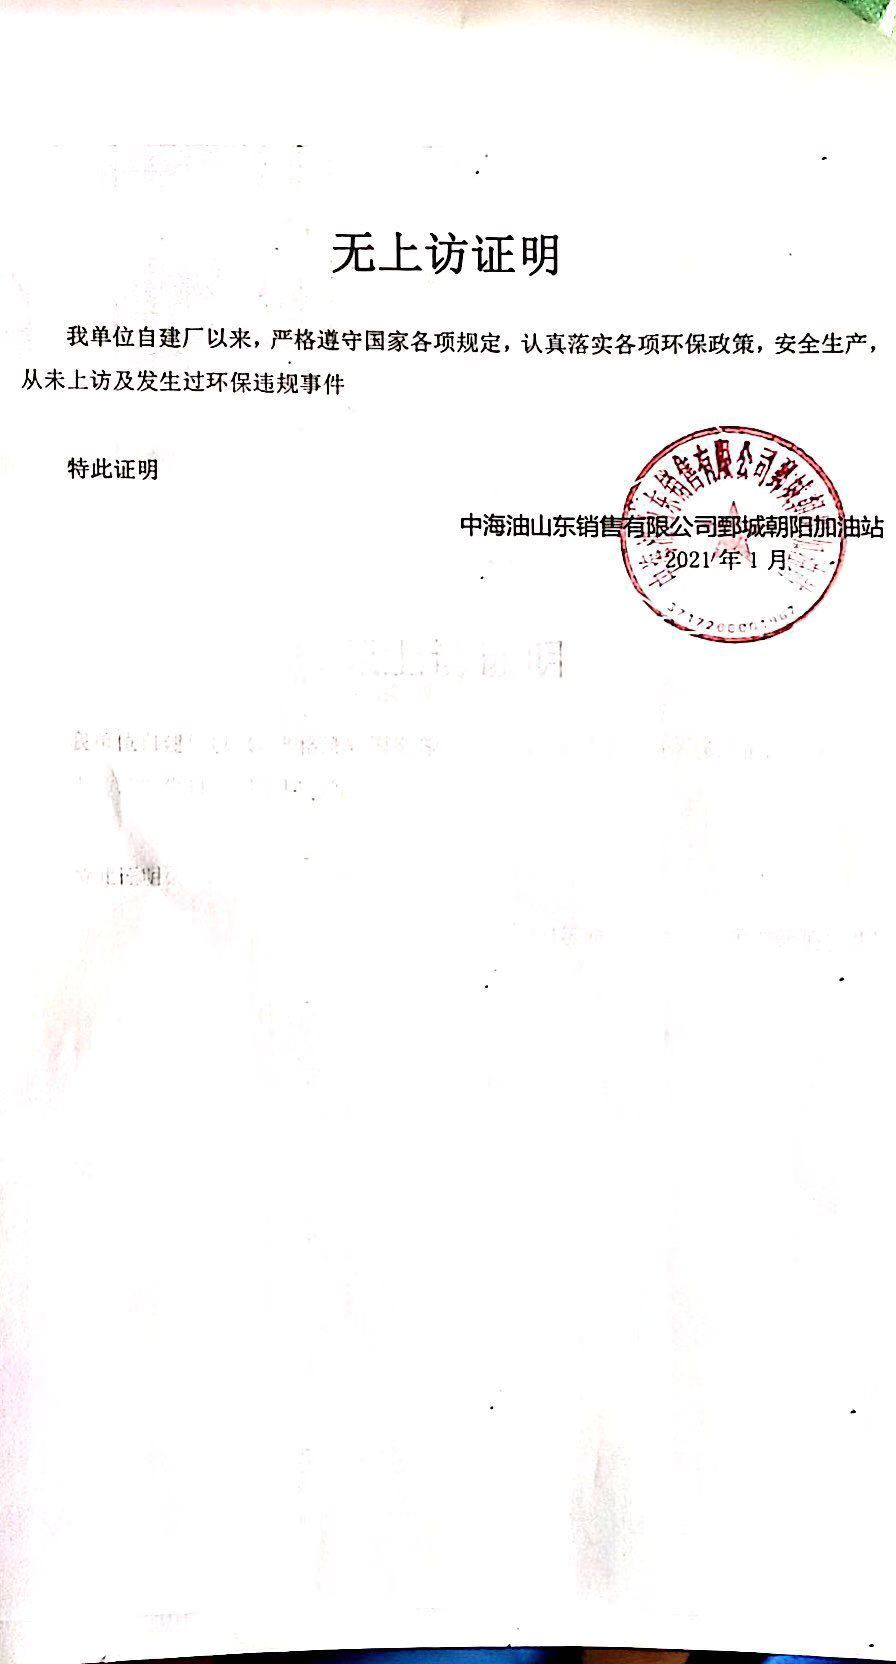 无上访证明
我单位自建厂以来，严格遵守国家各项规定，认真落实各项环保政策，安全生产，
从未上访及发生过环保违规事件
特此证明
中海油山东销售有限公司鄄城朝阳加油站
2021年1月